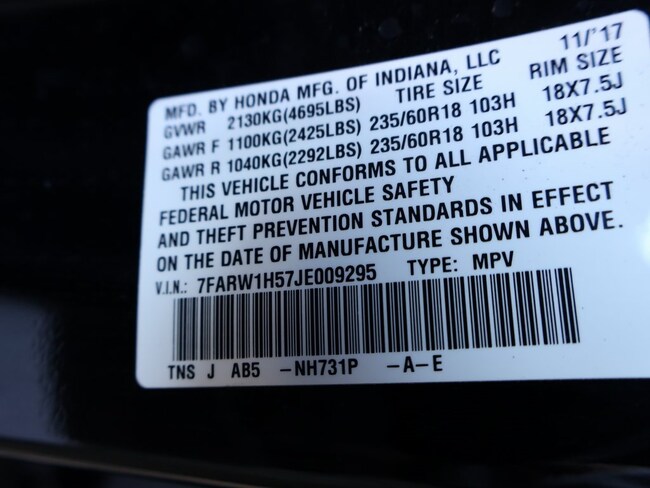 MFD. BY HONDA MFG. OF INDIANA, LLC 11/'17
GVWR 2130KG(4695LBS) TIRE SIZE RIM SIZE
GAWR F 1100KG(2425LBS) 235/60R18 103H 18X7.5J
GAWR R 1040KG(2292LBS) 235/60R18 103H 18X7.5J
THIS VEHICLE CONFORMS TO ALL APPLICABLE
FEDERAL MOTOR VEHICLE SAFETY
AND THEFT PREVENTION STANDARDS IN EFFECT
ON THE DATE OF MANUFACTURE SHOWN ABOVE.
V.I.N.: 7FARW1H57JE009295 TYPE: MPV
TNS J AB5 -NH731P -A-E